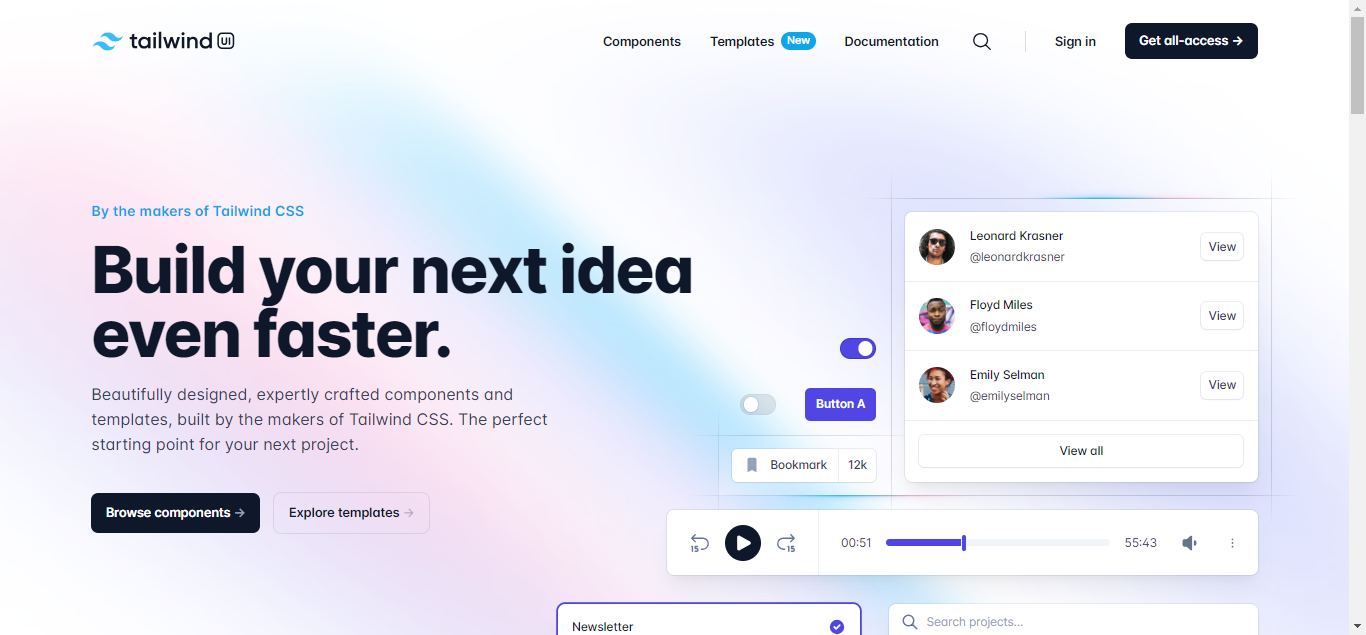 tailwind UI
Components
Templates New
Documentation
Sign in
Get all-access →
By the makers of Tailwind CSS
Build your next idea
even faster.
Beautifully designed, expertly crafted components and
templates, built by the makers of Tailwind CSS. The perfect
starting point for your next project.
Browse components →
Explore templates →
Leonard Krasner
@leonardkrasner
View
Floyd Miles
@floydmiles
View
Emily Selman
@emilyselman
View
View all
Button A
Bookmark 12k
15
15
00:51
55:43
Newsletter
Search projects...